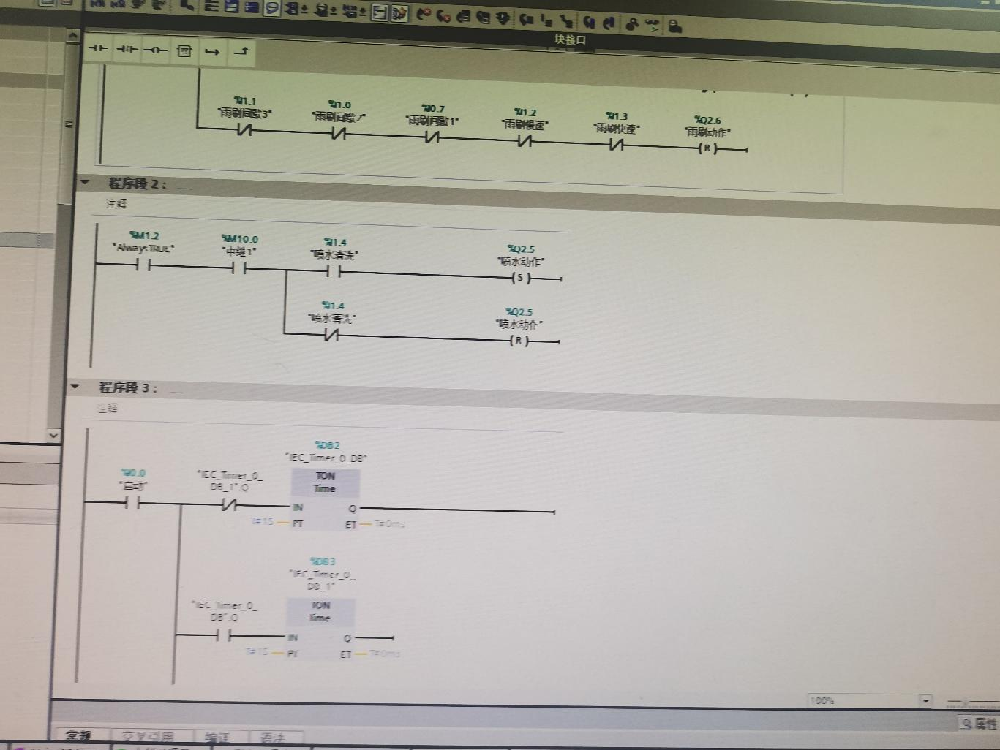 块接口
%I1.1 %I1.0 %I0.7 %I1.2 %I1.3 %Q2.6
"雨刷间歇3" "雨刷间歇2" "雨刷间歇1" "雨刷慢速" "雨刷快速" "雨刷动作"
R
程序段 2：
注释
%M1.2 %M10.0 %I1.4 %Q2.5
"AlwaysTRUE" "中继1" "喷水清洗" "喷水动作"
S
%I1.4 %Q2.5
"喷水清洗" "喷水动作"
R
程序段 3：
注释
%DB2
"IEC_Timer_0_DB"
%I0.0 "IEC_Timer_0_ TON
"启动" DB_1".Q Time
IN Q
T#1S PT ET T#0ms
%DB3
"IEC_Timer_0_
DB_1"
"IEC_Timer_0_ TON
DB".Q Time
IN Q
T#1S PT ET T#0ms
100%
属性
常规 交叉引用 编译 语法